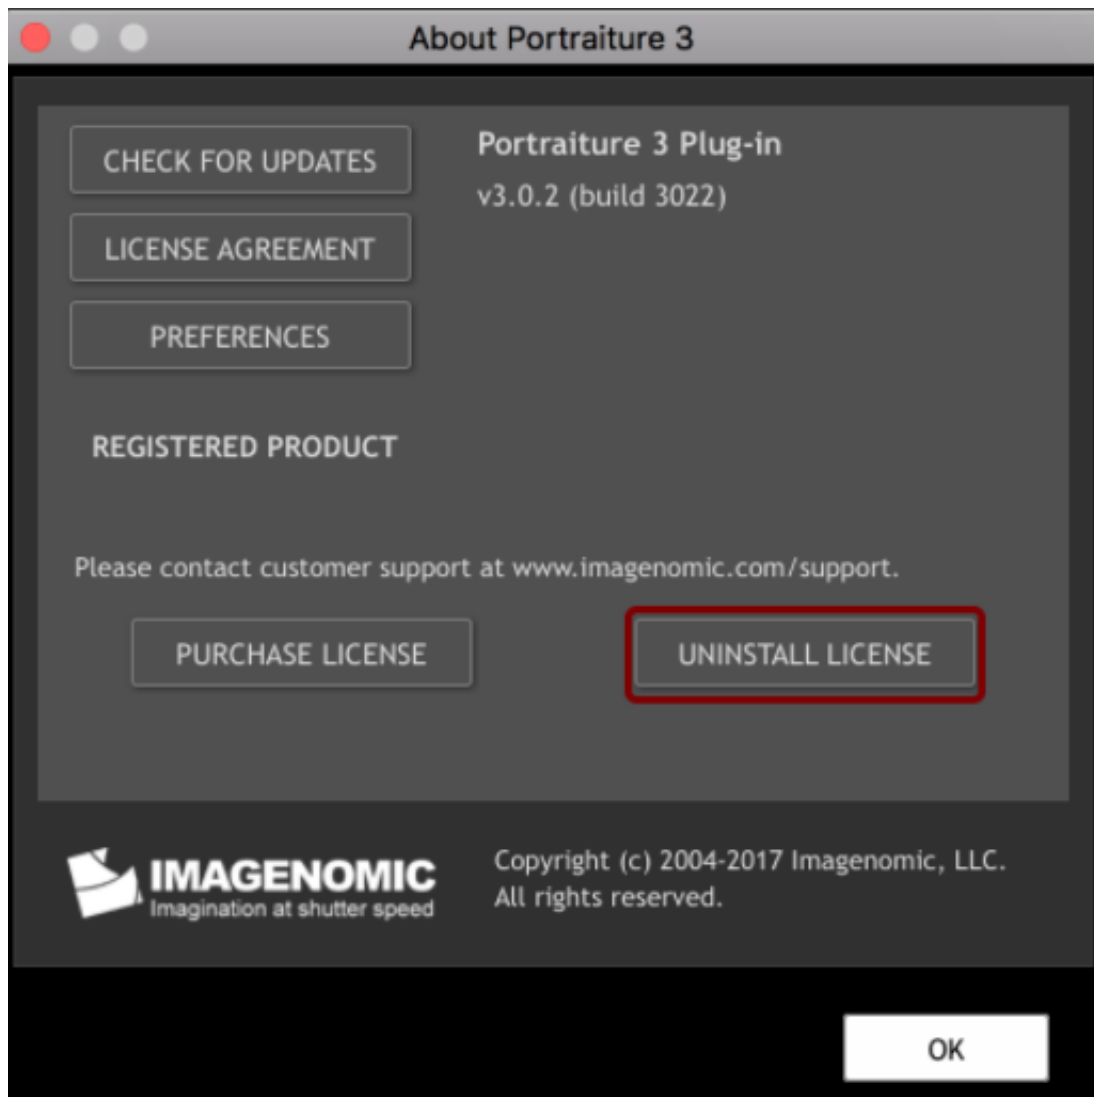 About Portraiture 3
CHECK FOR UPDATES
Portraiture 3 Plug-in
v3.0.2 (build 3022)
LICENSE AGREEMENT
PREFERENCES
REGISTERED PRODUCT
Please contact customer support at www.imagenomic.com/support.
PURCHASE LICENSE
UNINSTALL LICENSE
IMAGENOMIC
Imagination at shutter speed
Copyright (c) 2004-2017 Imagenomic, LLC.
All rights reserved.
OK